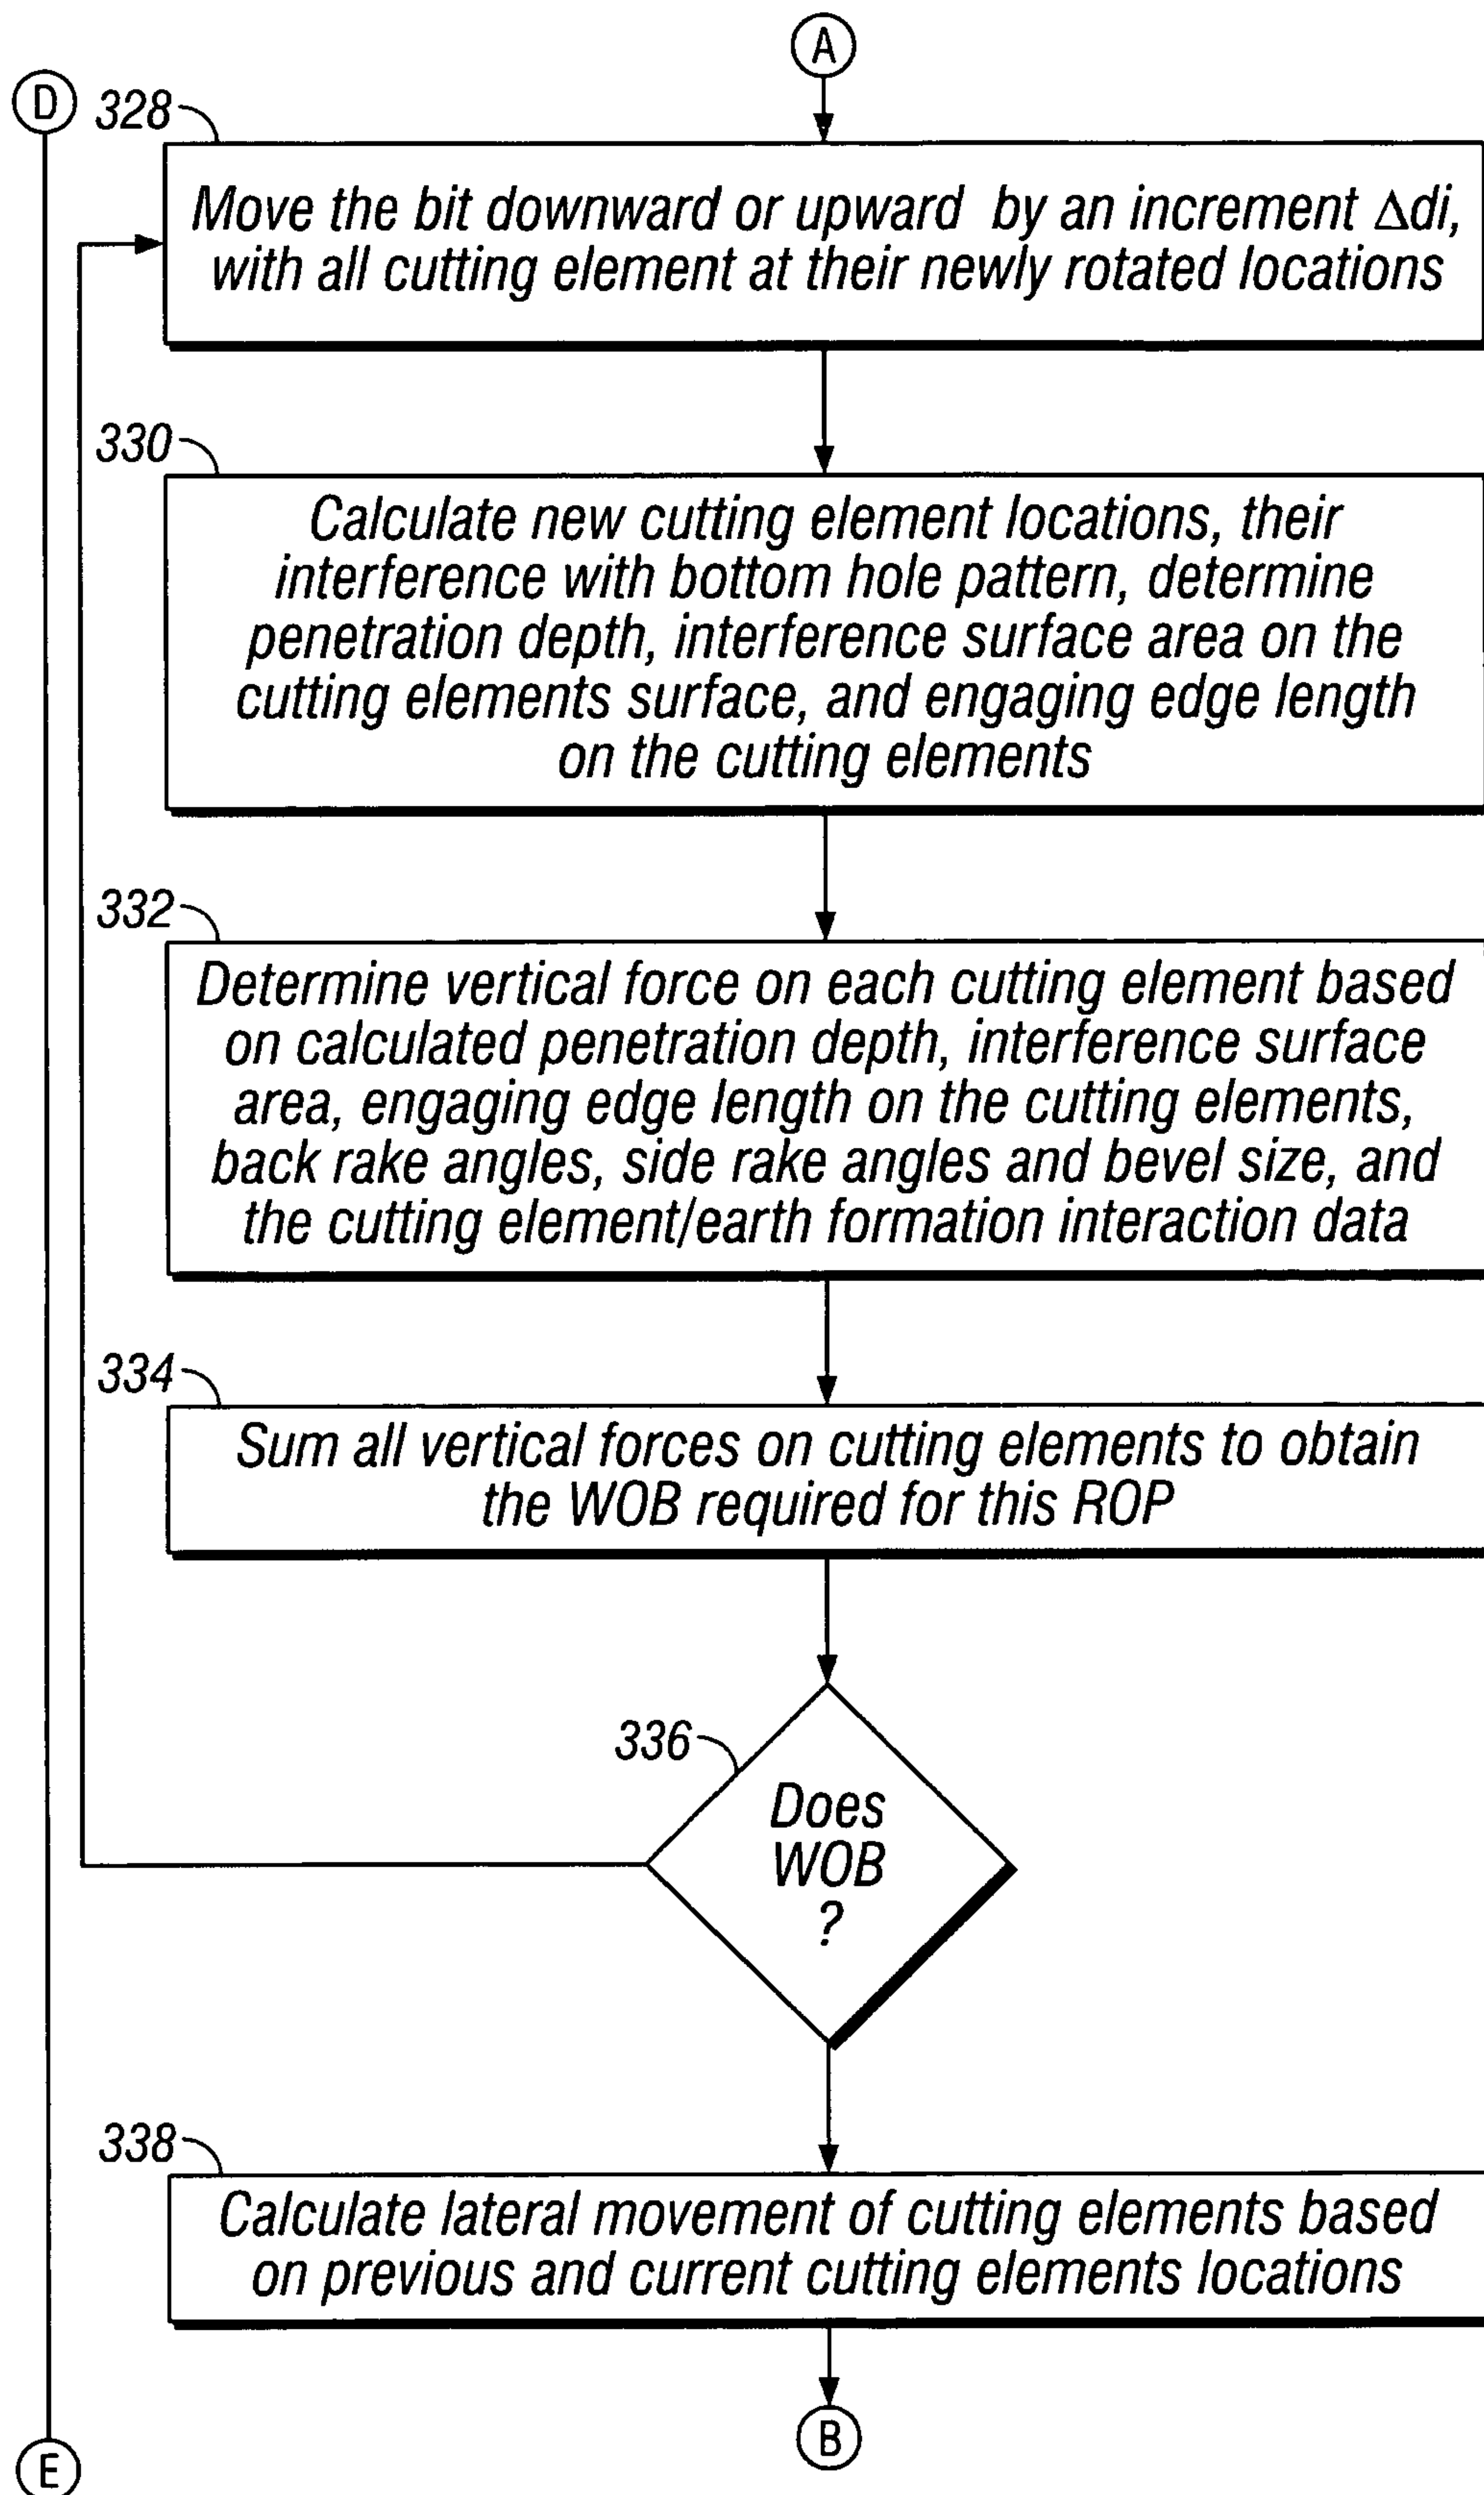 A
D
328
Move the bit downward or upward by an increment Δdi,
with all cutting element at their newly rotated locations
330
Calculate new cutting element locations, their
interference with bottom hole pattern, determine
penetration depth, interference surface area on the
cutting elements surface, and engaging edge length
on the cutting elements
332
Determine vertical force on each cutting element based
on calculated penetration depth, interference surface
area, engaging edge length on the cutting elements,
back rake angles, side rake angles and bevel size, and
the cutting element/earth formation interaction data
334
Sum all vertical forces on cutting elements to obtain
the WOB required for this ROP
336
Does
WOB
?
338
Calculate lateral movement of cutting elements based
on previous and current cutting elements locations
B
E